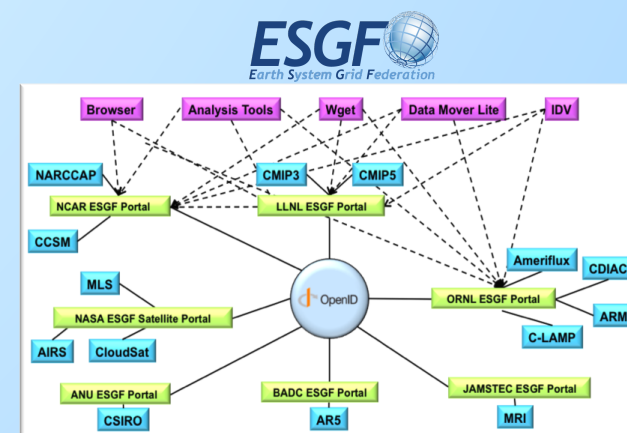 ESGF
Earth System Grid Federation
Browser
Analysis Tools
Wget
Data Mover Lite
IDV
NARCCAP
CMIP3
CMIP5
NCAR ESGF Portal
LLNL ESGF Portal
CCSM
Ameriflux
CDIAC
MLS
OpenID
ORNL ESGF Portal
NASA ESGF Satellite Portal
ARM
AIRS
CloudSat
C-LAMP
ANU ESGF Portal
BADC ESGF Portal
JAMSTEC ESGF Portal
CSIRO
AR5
MRI